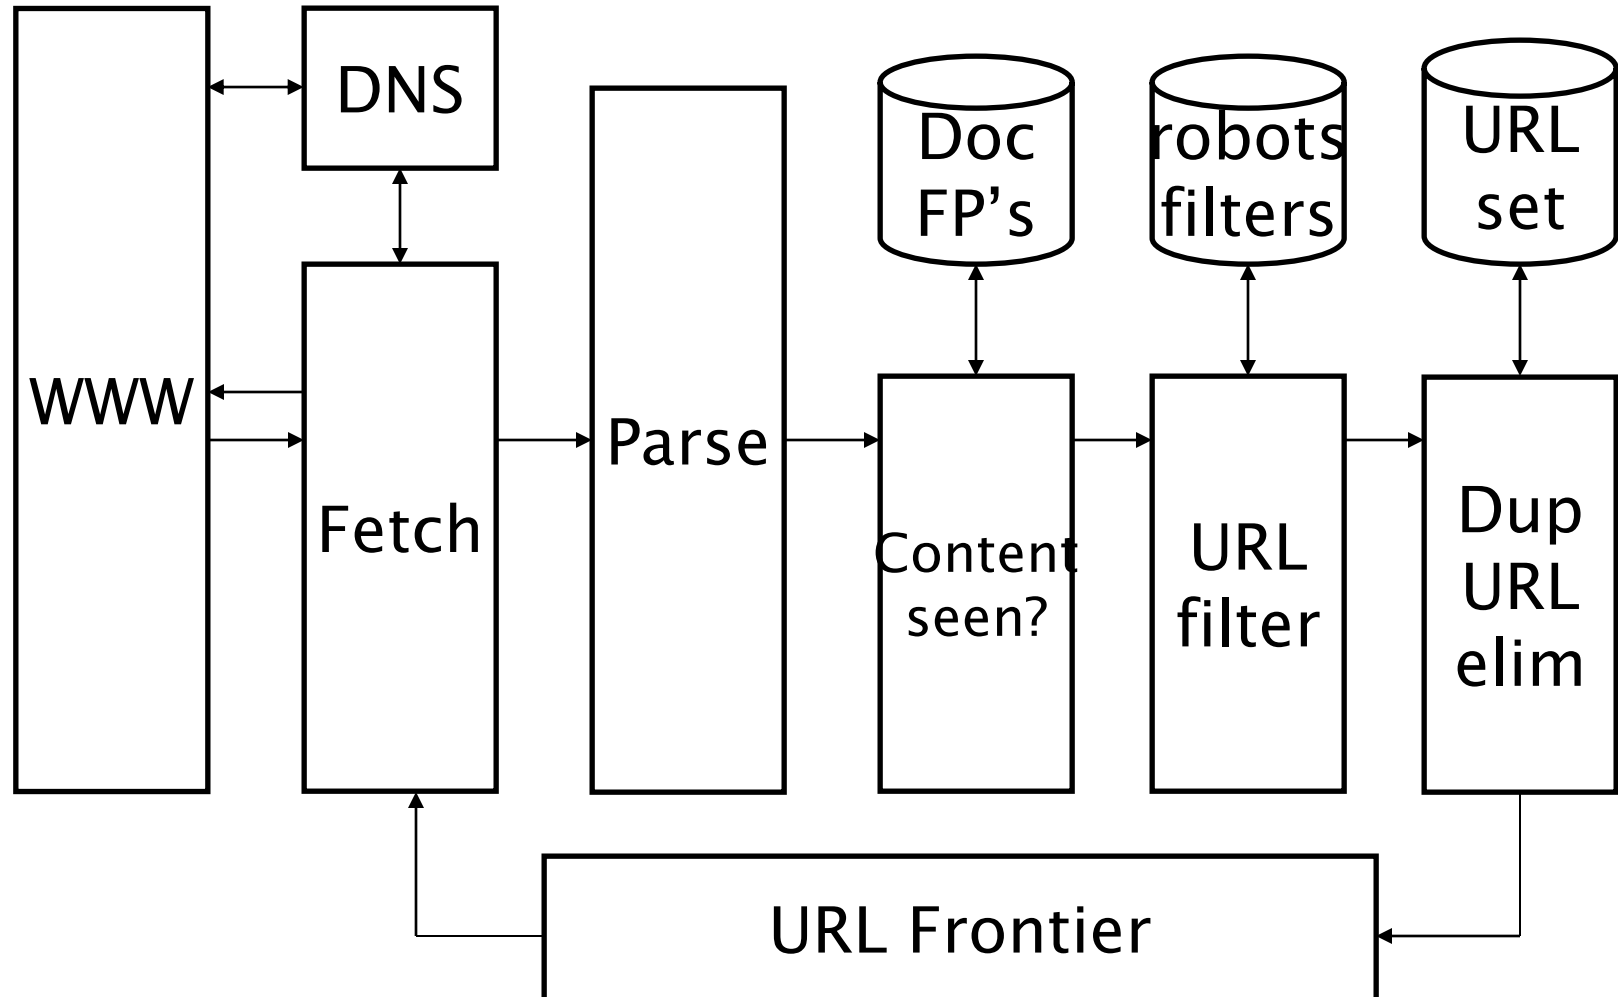 WWW
DNS
Fetch
Parse
Doc
FP’s
Content
seen?
robots
filters
URL
filter
URL
set
Dup
URL
elim
URL Frontier